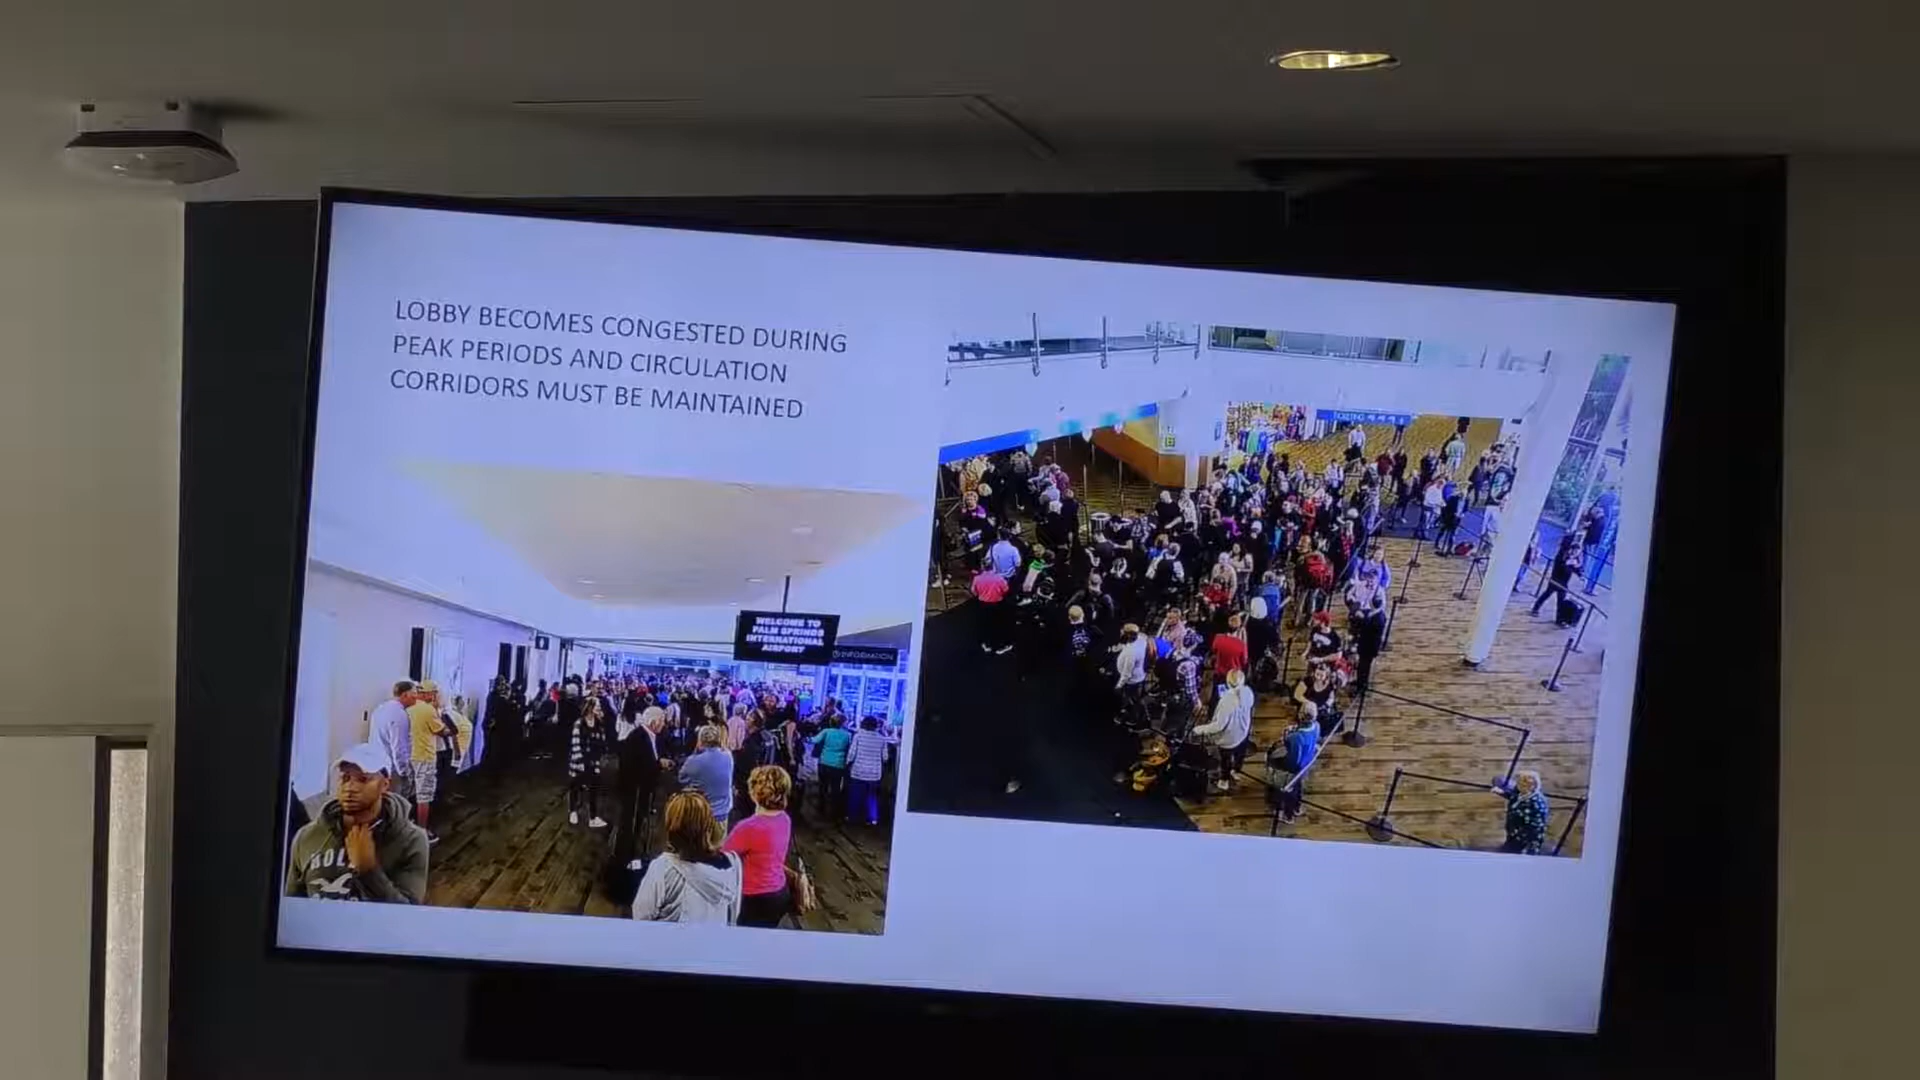 LOBBY BECOMES CONGESTED DURING
PEAK PERIODS AND CIRCULATION
CORRIDORS MUST BE MAINTAINED
TICKETING
WELCOME TO
PALM SPRINGS
INTERNATIONAL
AIRPORT
INFORMATION